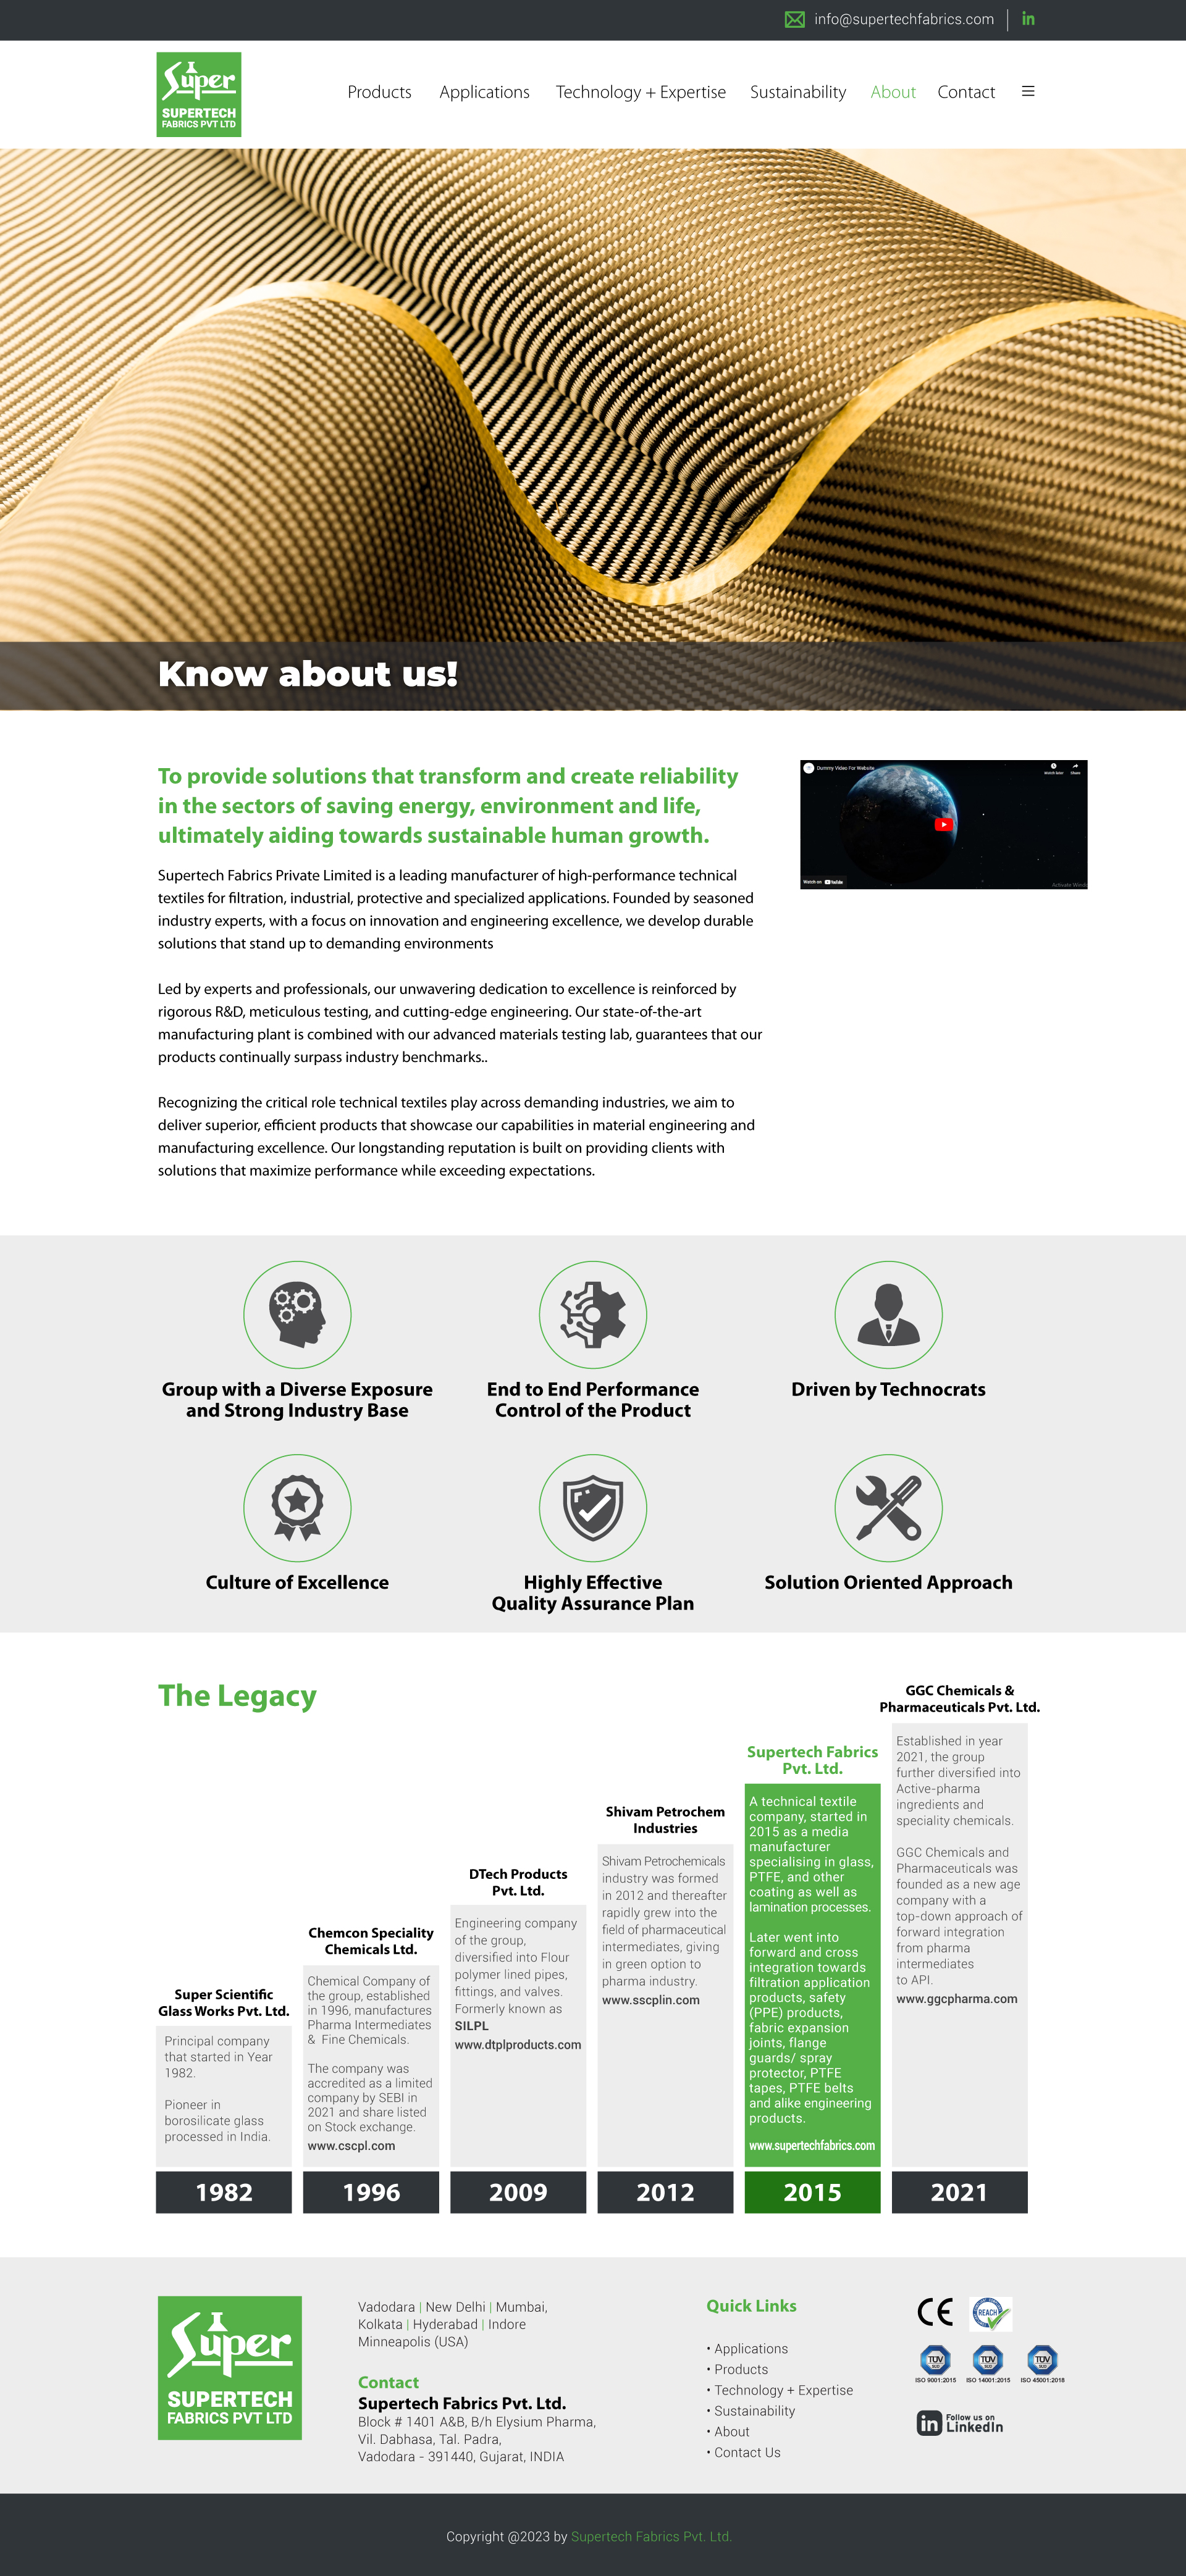 info@supertechfabrics.com
in
Super
SUPERTECH
FABRICS PVT LTD
Products Applications Technology + Expertise Sustainability About Contact
Know about us!
To provide solutions that transform and create reliability
in the sectors of saving energy, environment and life,
ultimately aiding towards sustainable human growth.
Dummy Video For Website
Watch later Share
Watch on YouTube
Supertech Fabrics Private Limited is a leading manufacturer of high-performance technical
textiles for filtration, industrial, protective and specialized applications. Founded by seasoned
industry experts, with a focus on innovation and engineering excellence, we develop durable
solutions that stand up to demanding environments
Led by experts and professionals, our unwavering dedication to excellence is reinforced by
rigorous R&D, meticulous testing, and cutting-edge engineering. Our state-of-the-art
manufacturing plant is combined with our advanced materials testing lab, guarantees that our
products continually surpass industry benchmarks..
Recognizing the critical role technical textiles play across demanding industries, we aim to
deliver superior, efficient products that showcase our capabilities in material engineering and
manufacturing excellence. Our longstanding reputation is built on providing clients with
solutions that maximize performance while exceeding expectations.
Group with a Diverse Exposure
and Strong Industry Base
End to End Performance
Control of the Product
Driven by Technocrats
Culture of Excellence
Highly Effective
Quality Assurance Plan
Solution Oriented Approach
The Legacy
Super Scientific
Glass Works Pvt. Ltd.
Principal company
that started in Year
1982.
Pioneer in
borosilicate glass
processed in India.
1982
Chemcon Speciality
Chemicals Ltd.
Chemical Company of
the group, established
in 1996, manufactures
Pharma Intermediates
& Fine Chemicals.
The company was
accredited as a limited
company by SEBI in
2021 and share listed
on Stock exchange.
www.cscpl.com
1996
DTech Products
Pvt. Ltd.
Engineering company
of the group,
diversified into Flour
polymer lined pipes,
fittings, and valves.
Formerly known as
SILPL
www.dtplproducts.com
2009
Shivam Petrochem
Industries
Shivam Petrochemicals
industry was formed
in 2012 and thereafter
rapidly grew into the
field of pharmaceutical
intermediates, giving
in green option to
pharma industry.
www.sscplin.com
2012
Supertech Fabrics
Pvt. Ltd.
A technical textile
company, started in
2015 as a media
manufacturer
specialising in glass,
PTFE, and other
coating as well as
lamination processes.
Later went into
forward and cross
integration towards
filtration application
products, safety
(PPE) products,
fabric expansion
joints, flange
guards/ spray
protector, PTFE
tapes, PTFE belts
and alike engineering
products.
www.supertechfabrics.com
2015
GGC Chemicals &
Pharmaceuticals Pvt. Ltd.
Established in year
2021, the group
further diversified into
Active-pharma
ingredients and
speciality chemicals.
GGC Chemicals and
Pharmaceuticals was
founded as a new age
company with a
top-down approach of
forward integration
from pharma
intermediates
to API.
www.ggcpharma.com
2021
Super
SUPERTECH
FABRICS PVT LTD
Vadodara | New Delhi | Mumbai,
Kolkata | Hyderabad | Indore
Minneapolis (USA)
Contact
Supertech Fabrics Pvt. Ltd.
Block # 1401 A&B, B/h Elysium Pharma,
Vil. Dabhasa, Tal. Padra,
Vadodara - 391440, Gujarat, INDIA
Quick Links
• Applications
• Products
• Technology + Expertise
• Sustainability
• About
• Contact Us
CE
REACH
TÜV SÜD TÜV SÜD TÜV SÜD
ISO 9001:2015 ISO 14001:2015 ISO 45001:2018
in
Follow us on
LinkedIn
Copyright @2023 by Supertech Fabrics Pvt. Ltd.